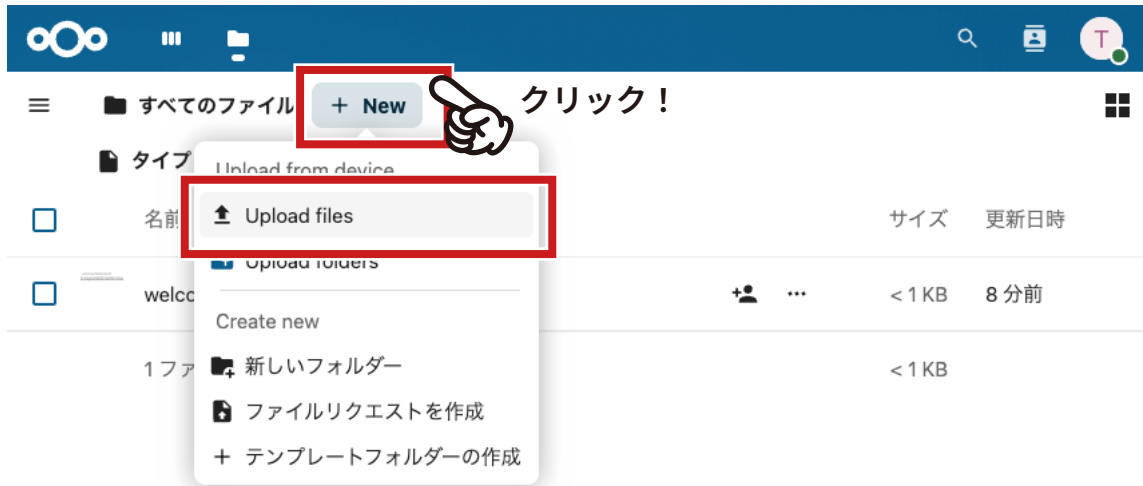 T
すべてのファイル
+ New
クリック！
タイプ
Upload from device
Upload files
名前
サイズ
更新日時
Upload folders
welco
< 1 KB
8 分前
Create new
1 ファ
< 1 KB
新しいフォルダー
ファイルリクエストを作成
+ テンプレートフォルダーの作成